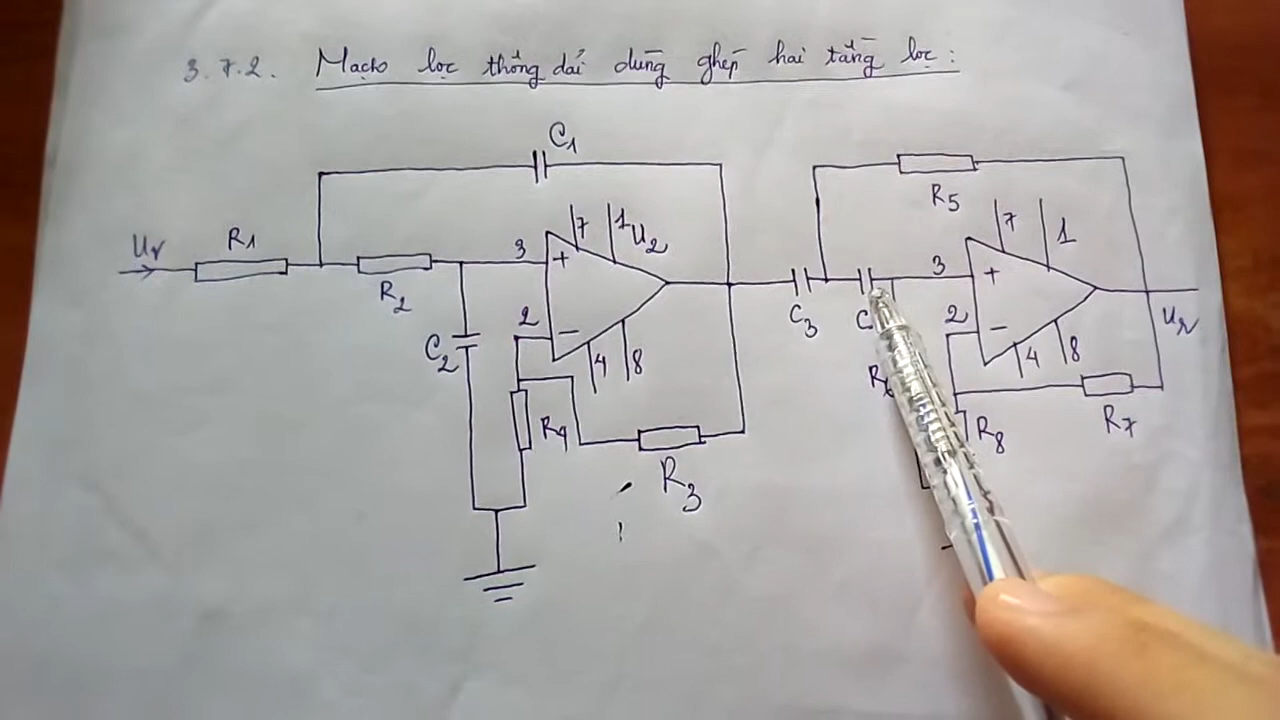 3.7.2. Mạch lọc thông dải dùng ghép hai tầng lọc:
C1
R5
Uv
R1
R2
3
+
7
1
U2
C3
C
3
+
7
1
Ur
C2
2
-
4
8
R4
R3
2
-
4
8
R7
R8